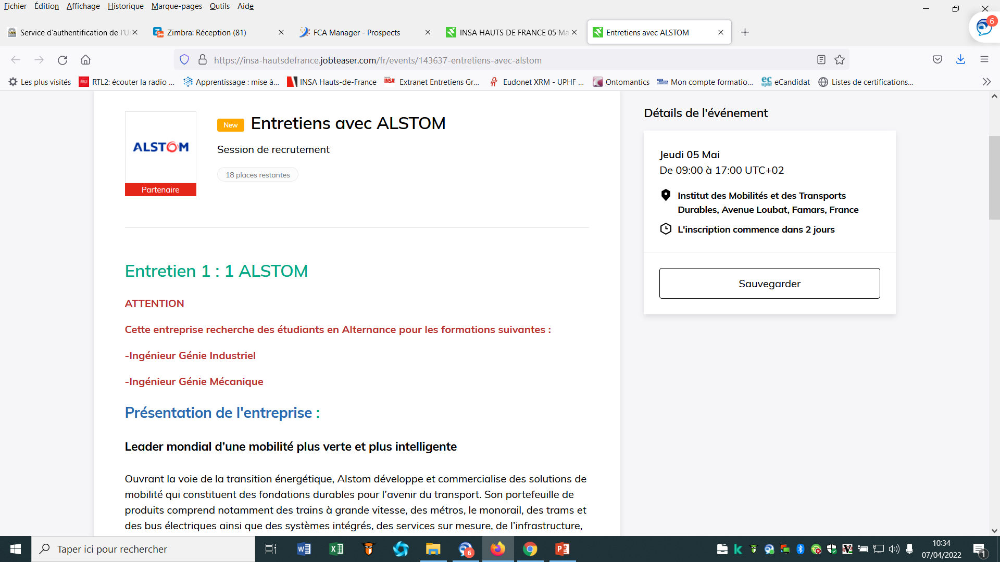 Fichier Édition Affichage Historique Marque-pages Outils Aide
Service d'authentification de l'U
Zimbra: Réception (81)
FCA Manager - Prospects
INSA HAUTS DE FRANCE 05 Ma
Entretiens avec ALSTOM
6
https://insa-hautsdefrance.jobteaser.com/fr/events/143637-entretiens-avec-alstom
Les plus visités
RTL2: écouter la radio ...
Apprentissage : mise à...
INSA Hauts-de-France
INSA
Extranet Entretiens Gr...
Eudonet XRM - UPHF ...
Ontomantics
Mon compte formatio...
ec uphf
eCandidat
Listes de certifications...
ALSTOM
Partenaire
New
Entretiens avec ALSTOM
Session de recrutement
18 places restantes
Entretien 1 : 1 ALSTOM
ATTENTION
Cette entreprise recherche des étudiants en Alternance pour les formations suivantes :
-Ingénieur Génie Industriel
-Ingénieur Génie Mécanique
Présentation de l'entreprise :
Leader mondial d’une mobilité plus verte et plus intelligente
Ouvrant la voie de la transition énergétique, Alstom développe et commercialise des solutions de
mobilité qui constituent des fondations durables pour l’avenir du transport. Son portefeuille de
produits comprend notamment des trains à grande vitesse, des métros, le monorail, des trams et
des bus électriques ainsi que des systèmes intégrés, des services sur mesure, de l’infrastructure,
Détails de l'événement
Jeudi 05 Mai
De 09:00 à 17:00 UTC+02
Institut des Mobilités et des Transports
Durables, Avenue Loubat, Famars, France
L'inscription commence dans 2 jours
Sauvegarder
Taper ici pour rechercher
6
10:34
07/04/2022
1